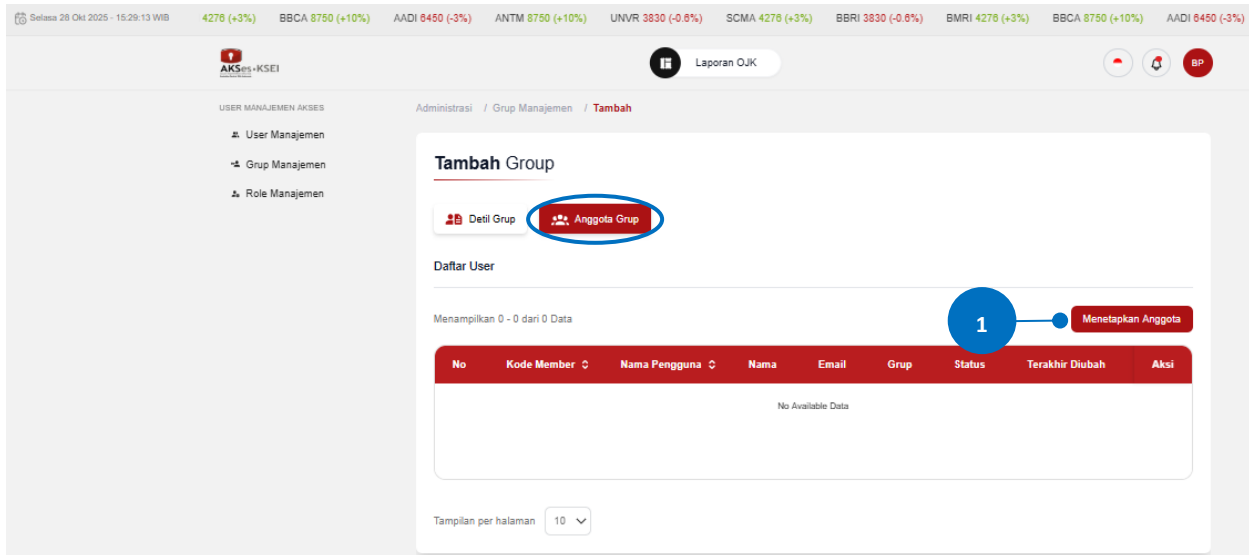 Selasa 28 Okt 2025 - 15:29:13 WIB 4276 (+3%) BBCA 8750 (+10%) AADI 6450 (-3%) ANTM 8750 (+10%) UNVR 3830 (-0.6%) SCMA 4276 (+3%) BBRI 3830 (-0.6%) BMRI 4276 (+3%) BBCA 8750 (+10%) AADI 6450 (-3%)
AKSes-KSEI
Laporan OJK
BP
USER MANAJEMEN AKSES
User Manajemen
Grup Manajemen
Role Manajemen
Administrasi / Grup Manajemen / Tambah
Tambah Group
Detil Grup Anggota Grup
Daftar User
Menampilkan 0 - 0 dari 0 Data
1
Menetapkan Anggota
No Kode Member Nama Pengguna Nama Email Grup Status Terakhir Diubah Aksi
No Available Data
Tampilan per halaman 10